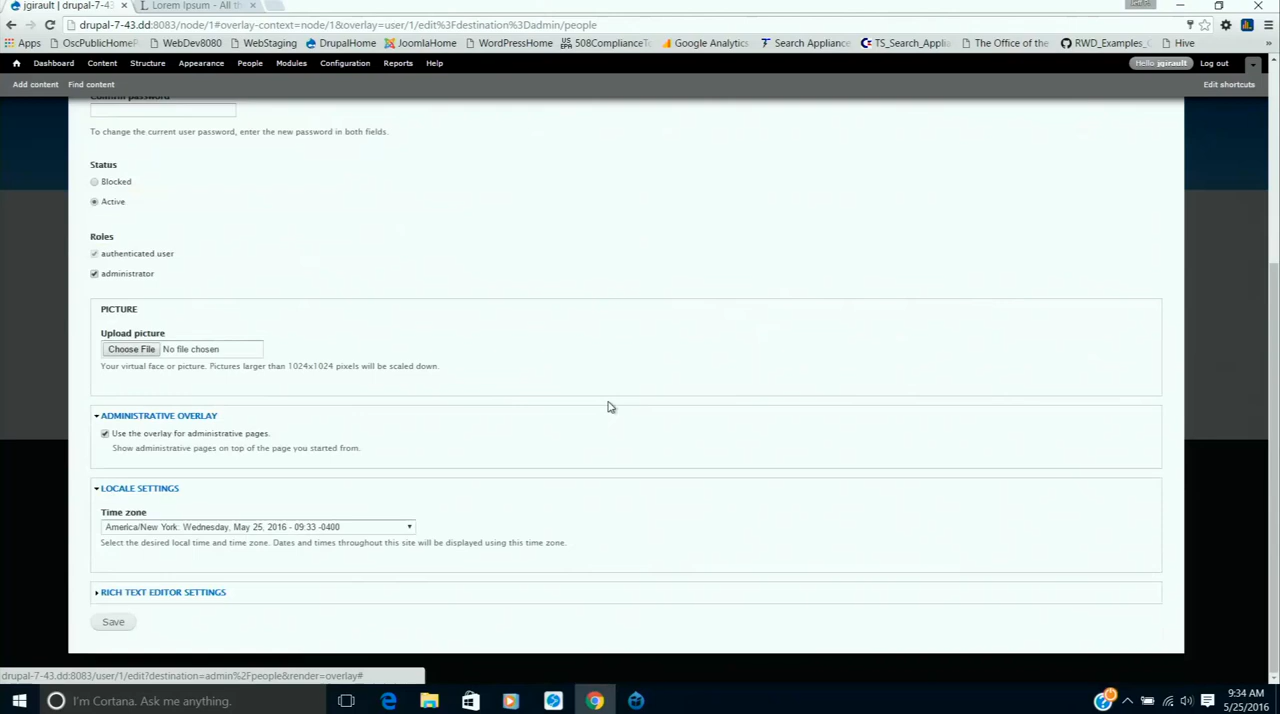 jgirault | drupal-7-43.dd
Lorem Ipsum - All th
drupal-7-43.dd:8083/node/1#overlay-context=node/1&overlay=user/1/edit%3Fdestination%3Dadmin/people
Apps OscPublicHomeP WebDev8080 WebStaging DrupalHome JoomlaHome WordPressHome 508ComplianceTo Google Analytics Search Appliance TS_Search_Appli The Office of the RWD_Examples_C Hive »
Dashboard Content Structure Appearance People Modules Configuration Reports Help Hello jgirault Log out
Add content Find content Edit shortcuts
Confirm password
To change the current user password, enter the new password in both fields.
Status
Blocked
Active
Roles
authenticated user
administrator
PICTURE
Upload picture
Choose File No file chosen
Your virtual face or picture. Pictures larger than 1024x1024 pixels will be scaled down.
ADMINISTRATIVE OVERLAY
Use the overlay for administrative pages.
Show administrative pages on top of the page you started from.
LOCALE SETTINGS
Time zone
America/New York: Wednesday, May 25, 2016 - 09:33 -0400
Select the desired local time and time zone. Dates and times throughout this site will be displayed using this time zone.
RICH TEXT EDITOR SETTINGS
Save
drupal-7-43.dd:8083/user/1/edit?destination=admin%2Fpeople&render=overlay#
I'm Cortana. Ask me anything.
9:34 AM
5/25/2016